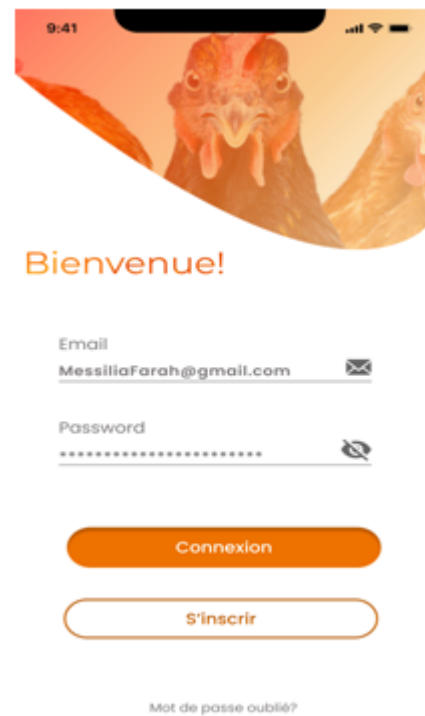 9:41
Bienvenue!
Email
MessiliaFarah@gmail.com
Password
Connexion
S'inscrir
Mot de passe oublié?